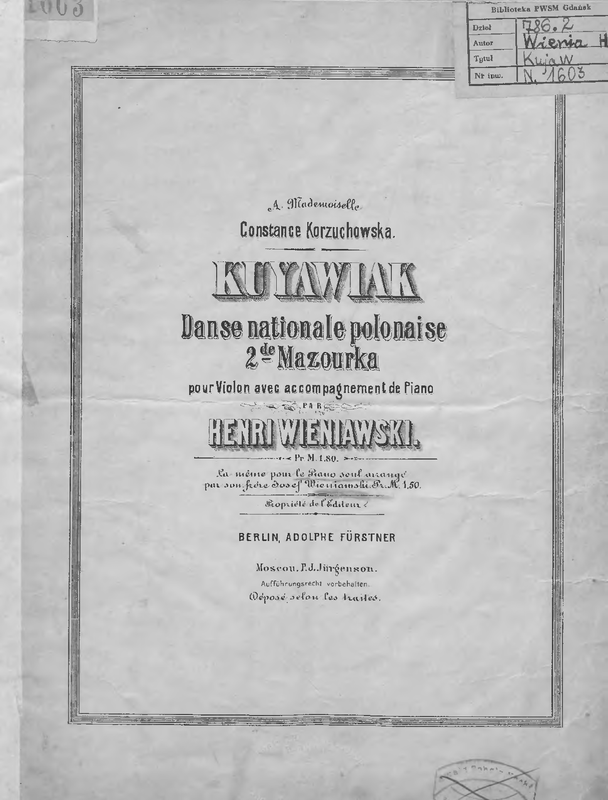 1603
Biblioteka PWSM Gdańsk
Dział 786.2
Autor Wienia H
Tytuł Kujaw
Nr inw. N. 1603
A Mademoiselle
Constance Korzuchowska.
KUYAWIAK
Danse nationale polonaise
2de Mazourka
pour Violon avec accompagnement de Piano
PAR
HENRI WIENIAWSKI.
Pr. M. 1.80.
La même pour le Piano seul arrangé
par son frère Josef Wieniawski. Pr. M. 1,50.
Propriété de l'Editeur
BERLIN, ADOLPHE FÜRSTNER
Moscou, P. J. Jürgenson.
Aufführungsrecht vorbehalten.
Déposé selon les traités.